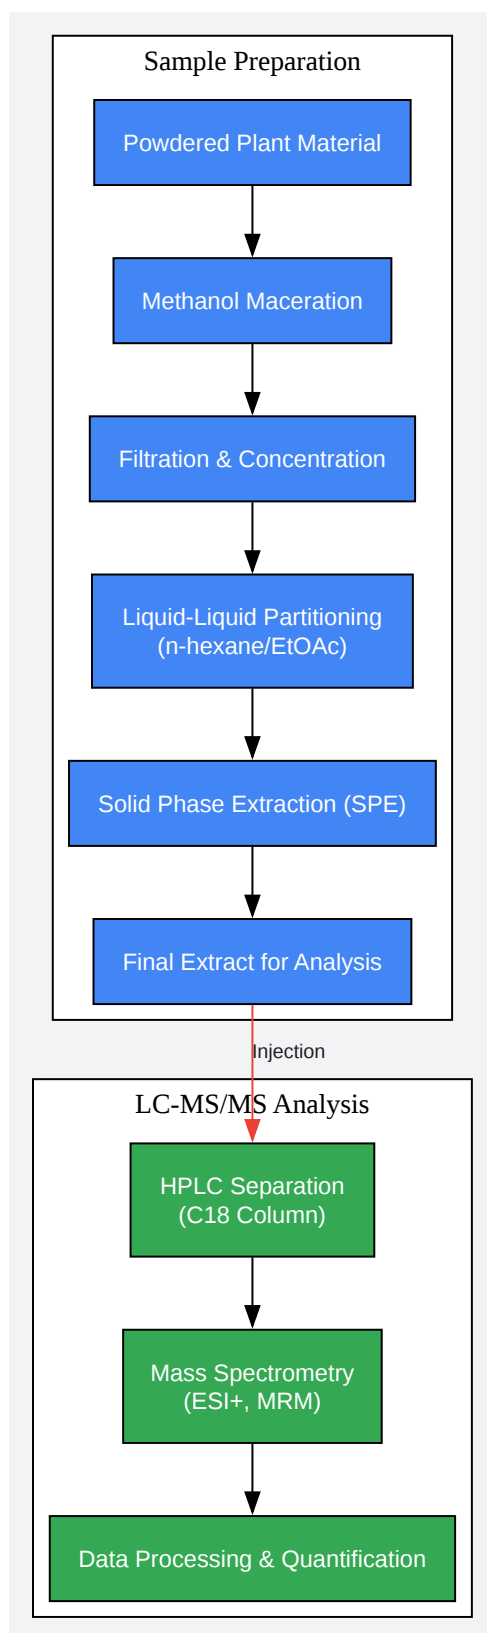 Sample Preparation
Powdered Plant Material
Methanol Maceration
Filtration & Concentration
Liquid-Liquid Partitioning
(n-hexane/EtOAc)
Solid Phase Extraction (SPE)
Final Extract for Analysis
Injection
LC-MS/MS Analysis
HPLC Separation
(C18 Column)
Mass Spectrometry
(ESI+, MRM)
Data Processing & Quantification